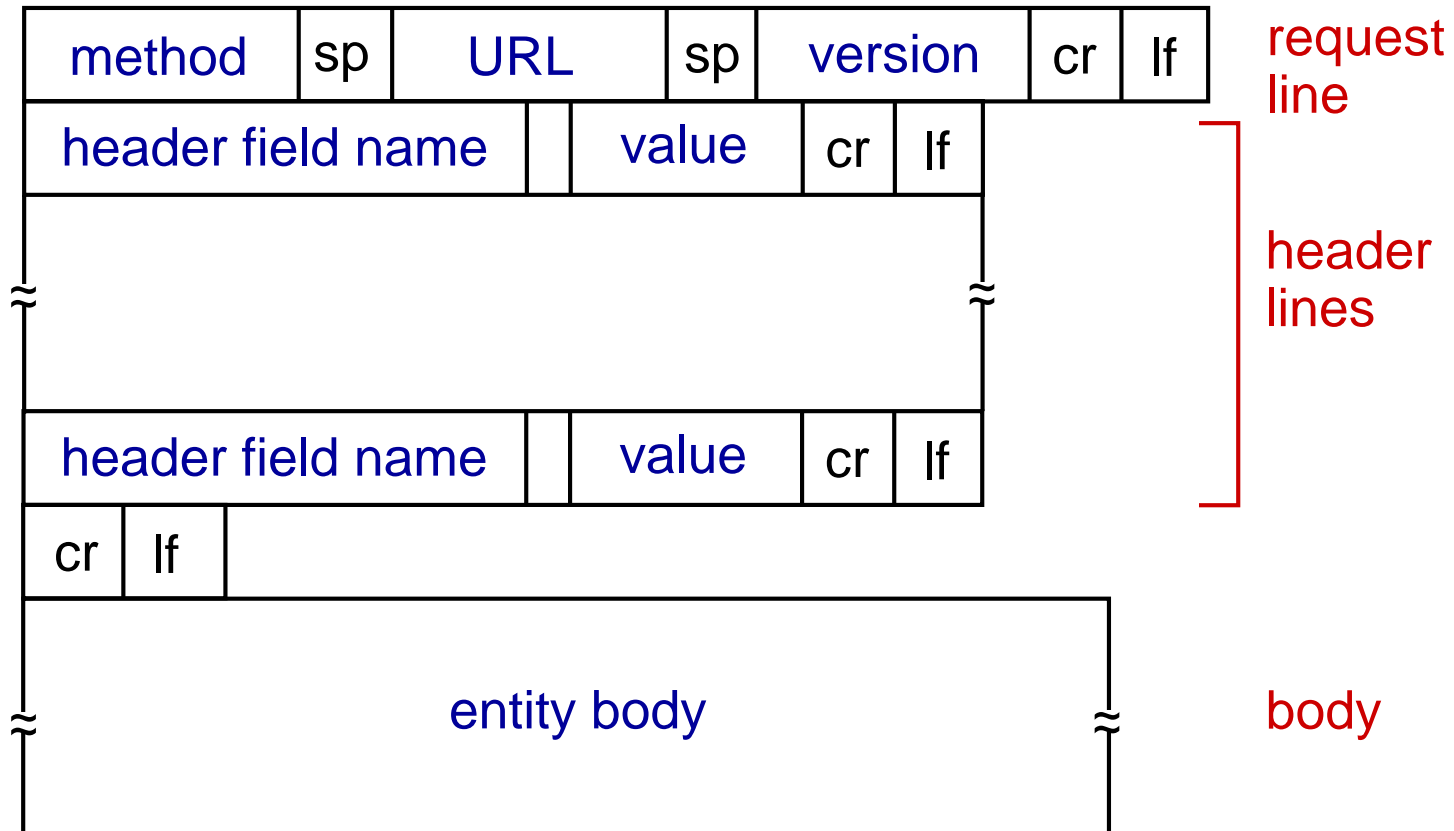 method sp URL sp version cr lf request
line
header field name value cr lf
header
lines
header field name value cr lf
cr lf
entity body body